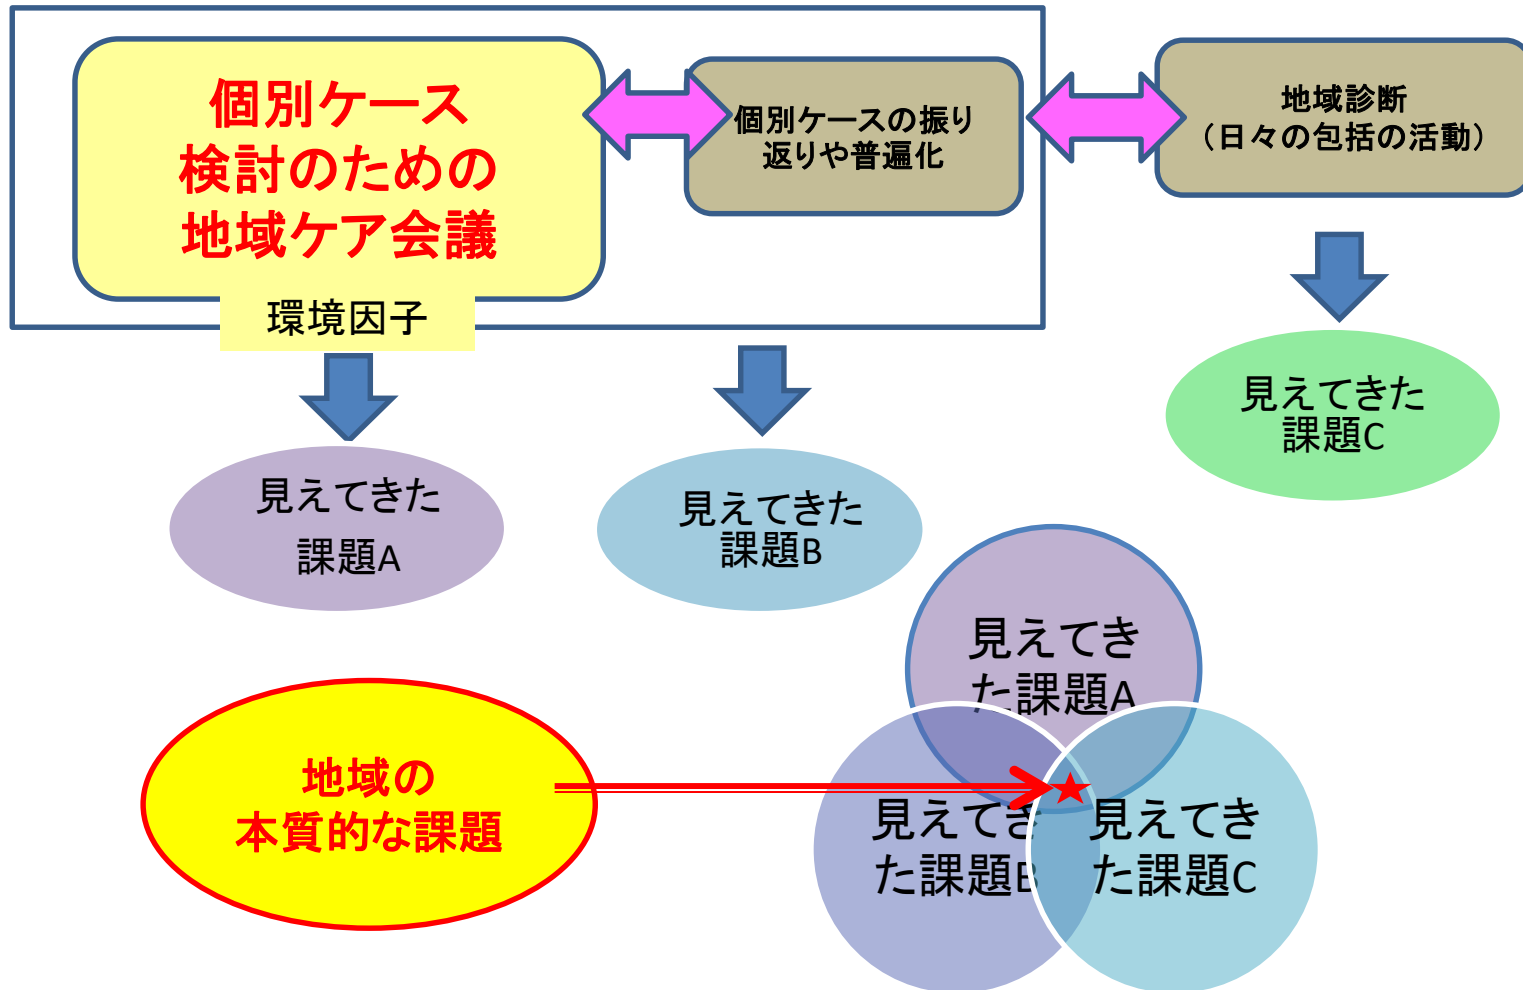 個別ケース
検討のための
地域ケア会議
環境因子
個別ケースの振り
返りや普遍化
地域診断
（日々の包括の活動）
見えてきた
課題A
見えてきた
課題B
見えてきた
課題C
地域の
本質的な課題
見えてき
た課題A
見えてき
た課題B
見えてき
た課題C